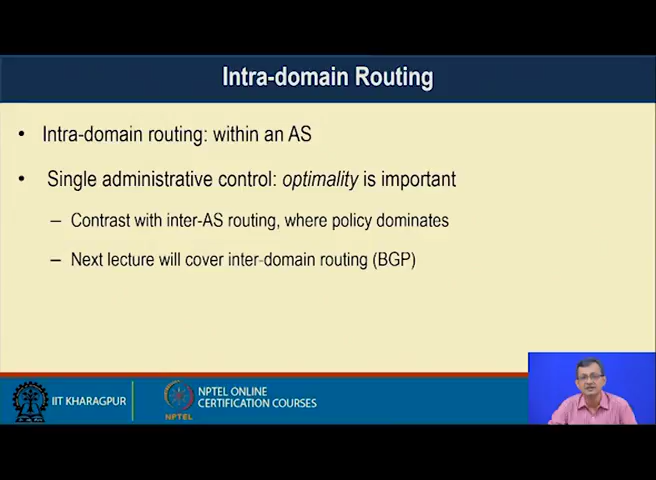 Intra-domain Routing
• Intra-domain routing: within an AS
• Single administrative control: optimality is important
– Contrast with inter-AS routing, where policy dominates
– Next lecture will cover inter-domain routing (BGP)
IIT KHARAGPUR
NPTEL
NPTEL ONLINE
CERTIFICATION COURSES